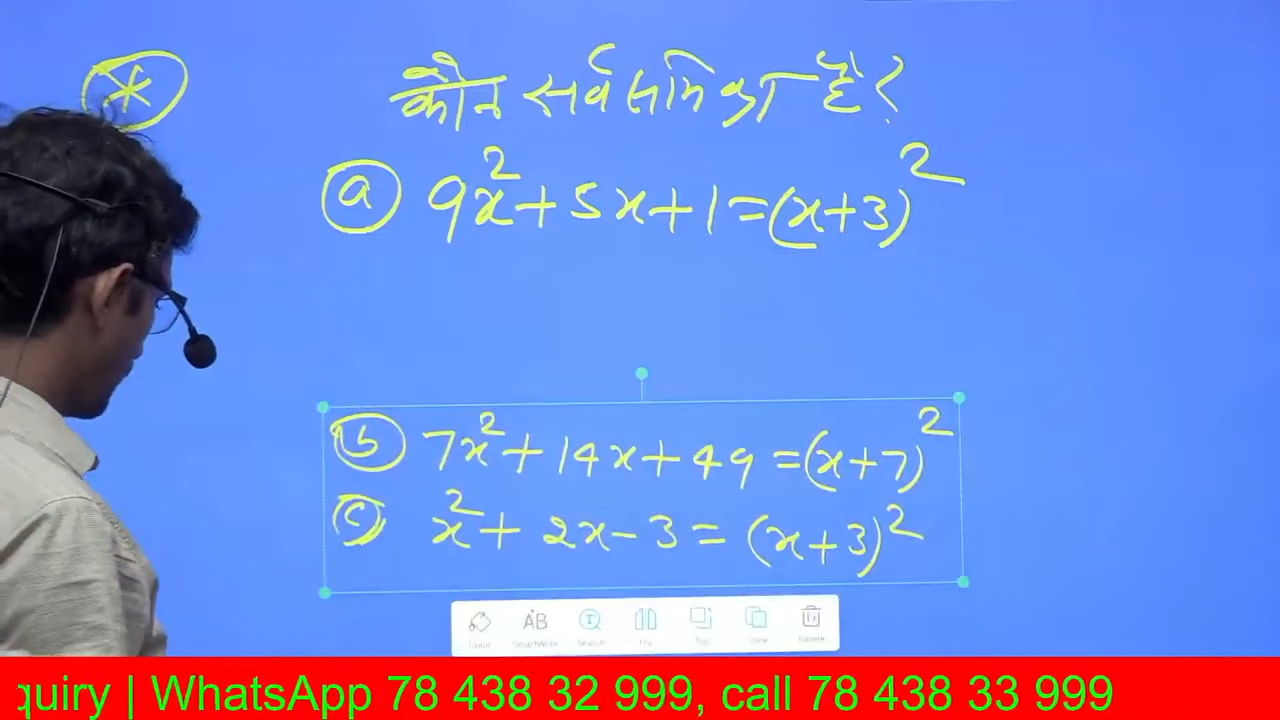 *
कौन सर्वसमिका है?
a 9x² + 5x + 1 = (x + 3)²
b 7x² + 14x + 49 = (x + 7)²
c x² + 2x - 3 = (x + 3)²
AB
quiry | WhatsApp 78 438 32 999, call 78 438 33 999